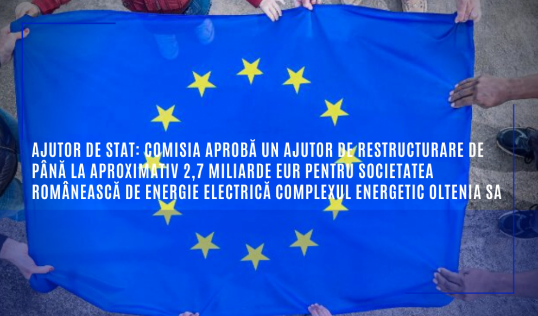 AJUTOR DE STAT: COMISIA APROBĂ UN AJUTOR DE RESTRUCTURARE DE
PÂNĂ LA APROXIMATIV 2,7 MILIARDE EUR PENTRU SOCIETATEA
ROMÂNEASCĂ DE ENERGIE ELECTRICĂ COMPLEXUL ENERGETIC OLTENIA SA